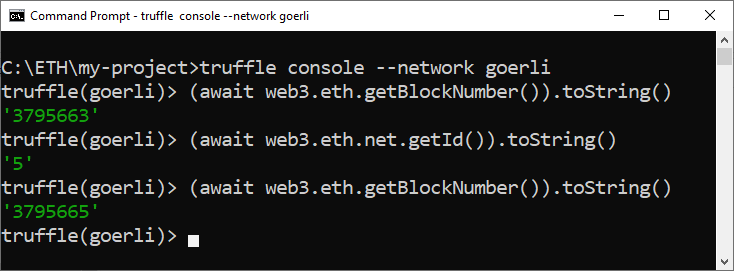 Command Prompt - truffle console --network goerli
C:\ETH\my-project>truffle console --network goerli
truffle(goerli)> (await web3.eth.getBlockNumber()).toString()
'3795663'
truffle(goerli)> (await web3.eth.net.getId()).toString()
'5'
truffle(goerli)> (await web3.eth.getBlockNumber()).toString()
'3795665'
truffle(goerli)>